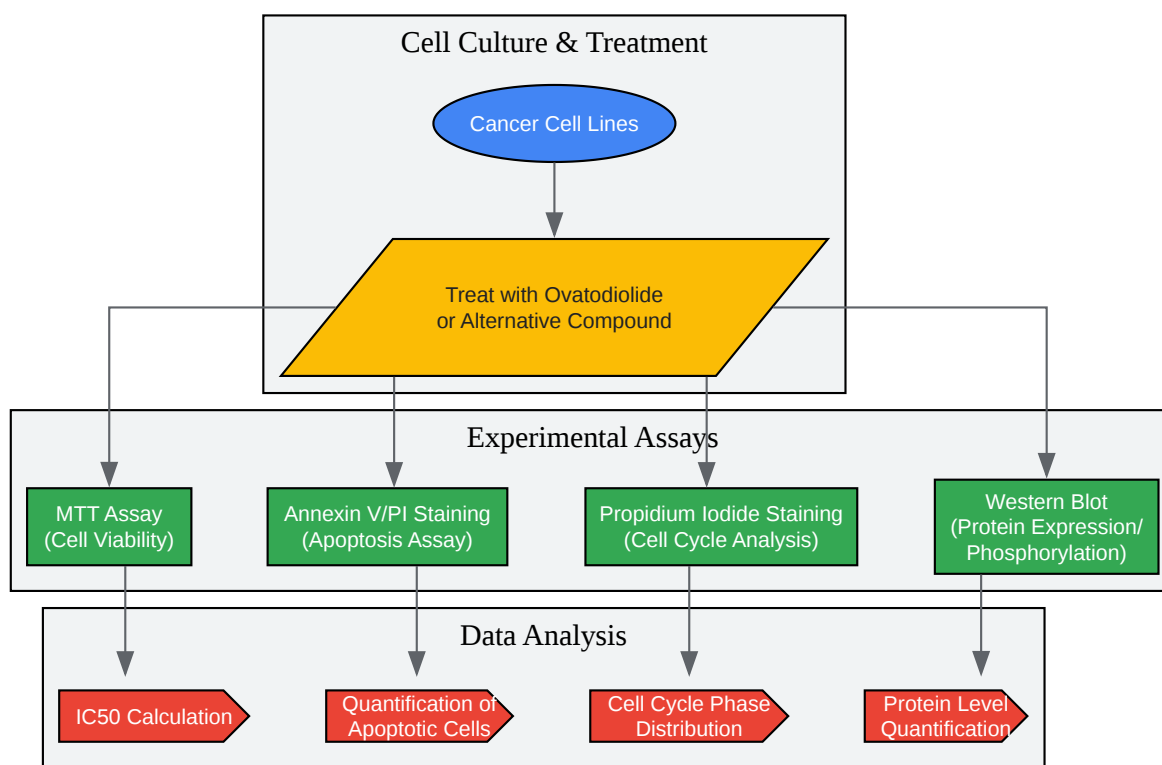 Cell Culture & Treatment
Cancer Cell Lines
Treat with Ovatodiolide
or Alternative Compound
Experimental Assays
MTT Assay
(Cell Viability)
Annexin V/PI Staining
(Apoptosis Assay)
Propidium Iodide Staining
(Cell Cycle Analysis)
Western Blot
(Protein Expression/
Phosphorylation)
Data Analysis
IC50 Calculation
Quantification of
Apoptotic Cells
Cell Cycle Phase
Distribution
Protein Level
Quantification